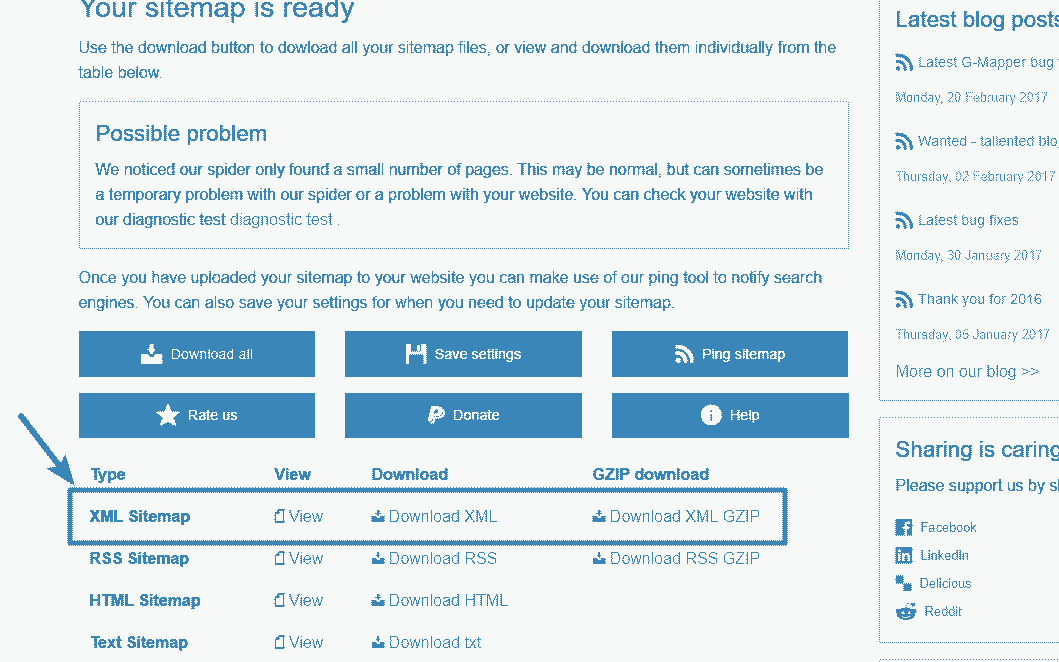 Your sitemap is ready
Use the download button to dowload all your sitemap files, or view and download them individually from the
table below.
Possible problem
We noticed our spider only found a small number of pages. This may be normal, but can sometimes be
a temporary problem with our spider or a problem with your website. You can check your website with
our diagnostic test diagnostic test .
Once you have uploaded your sitemap to your website you can make use of our ping tool to notify search
engines. You can also save your settings for when you need to update your sitemap.
Download all
Save settings
Ping sitemap
Rate us
Donate
Help
Type View Download GZIP download
XML Sitemap View Download XML Download XML GZIP
RSS Sitemap View Download RSS Download RSS GZIP
HTML Sitemap View Download HTML
Text Sitemap View Download txt
Latest blog posts
Latest G-Mapper bug
Monday, 20 February 2017
Wanted - tallented blo
Thursday, 02 February 2017
Latest bug fixes
Monday, 30 January 2017
Thank you for 2016
Thursday, 05 January 2017
More on our blog >>
Sharing is caring
Please support us by s
Facebook
LinkedIn
Delicious
Reddit